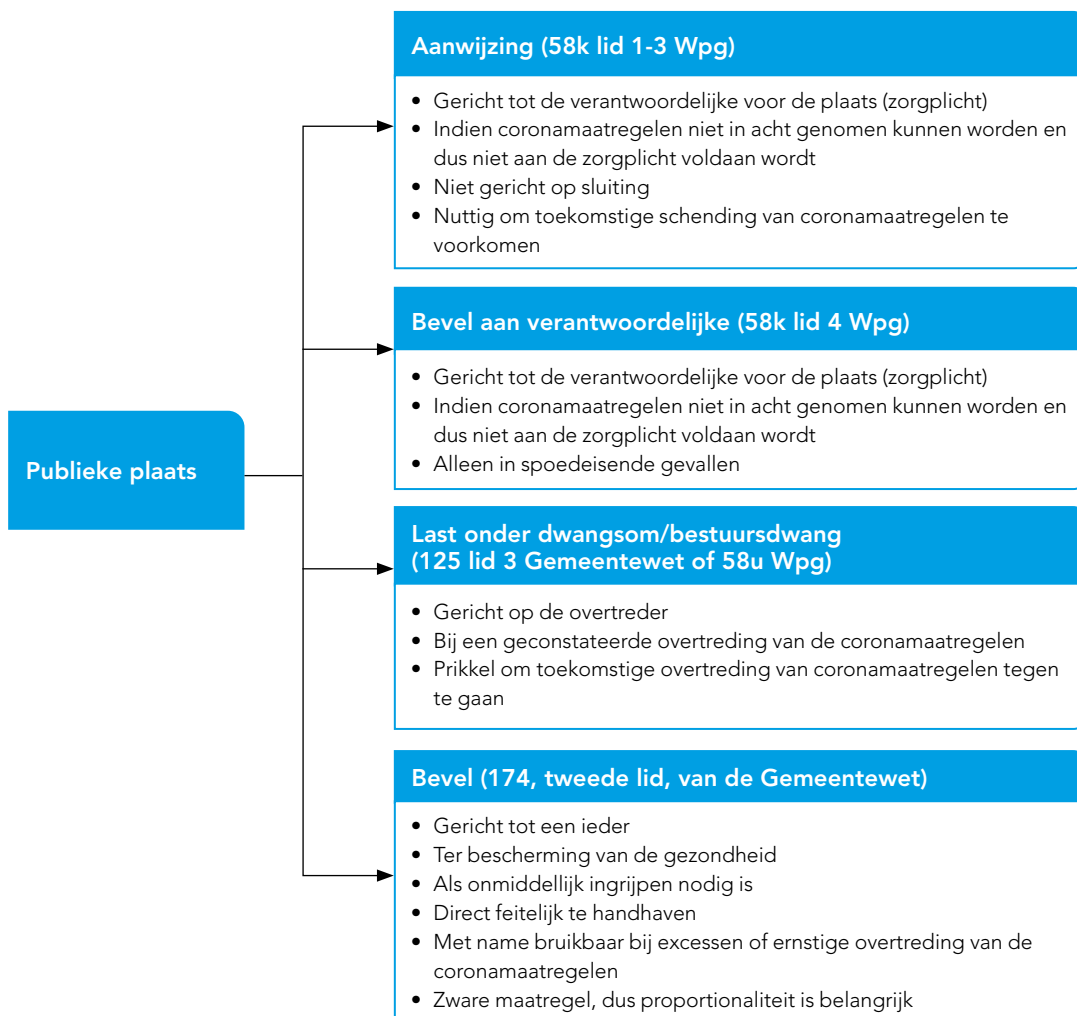 Publieke plaats
Aanwijzing (58k lid 1-3 Wpg)
• Gericht tot de verantwoordelijke voor de plaats (zorgplicht)
• Indien coronamaatregelen niet in acht genomen kunnen worden en
dus niet aan de zorgplicht voldaan wordt
• Niet gericht op sluiting
• Nuttig om toekomstige schending van coronamaatregelen te
voorkomen
Bevel aan verantwoordelijke (58k lid 4 Wpg)
• Gericht tot de verantwoordelijke voor de plaats (zorgplicht)
• Indien coronamaatregelen niet in acht genomen kunnen worden en
dus niet aan de zorgplicht voldaan wordt
• Alleen in spoedeisende gevallen
Last onder dwangsom/bestuursdwang
(125 lid 3 Gemeentewet of 58u Wpg)
• Gericht op de overtreder
• Bij een geconstateerde overtreding van de coronamaatregelen
• Prikkel om toekomstige overtreding van coronamaatregelen tegen
te gaan
Bevel (174, tweede lid, van de Gemeentewet)
• Gericht tot een ieder
• Ter bescherming van de gezondheid
• Als onmiddellijk ingrijpen nodig is
• Direct feitelijk te handhaven
• Met name bruikbaar bij excessen of ernstige overtreding van de
coronamaatregelen
• Zware maatregel, dus proportionaliteit is belangrijk